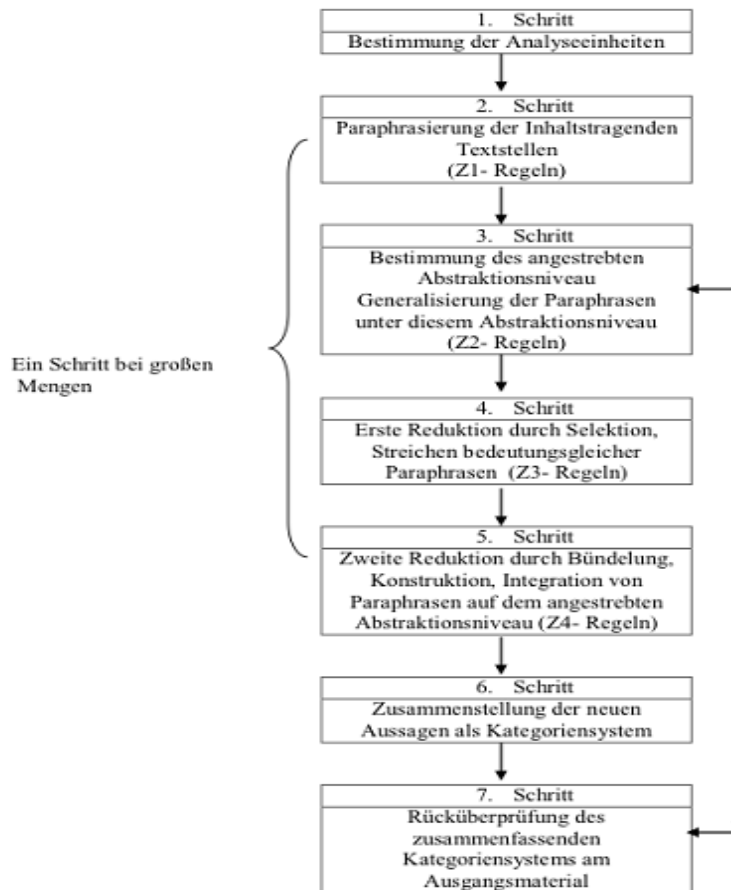 1. Schritt
Bestimmung der Analyseeinheiten
2. Schritt
Paraphrasierung der Inhaltstragenden
Textstellen
(Z1- Regeln)
3. Schritt
Bestimmung des angestrebten
Abstraktionsniveau
Generalisierung der Paraphrasen
unter diesem Abstraktionsniveau
(Z2- Regeln)
Ein Schritt bei großen
Mengen
4. Schritt
Erste Reduktion durch Selektion,
Streichen bedeutungsgleicher
Paraphrasen (Z3- Regeln)
5. Schritt
Zweite Reduktion durch Bündelung,
Konstruktion, Integration von
Paraphrasen auf dem angestrebten
Abstraktionsniveau (Z4- Regeln)
6. Schritt
Zusammenstellung der neuen
Aussagen als Kategoriensystem
7. Schritt
Rücküberprüfung des
zusammenfassenden
Kategoriensystems am
Ausgangsmaterial